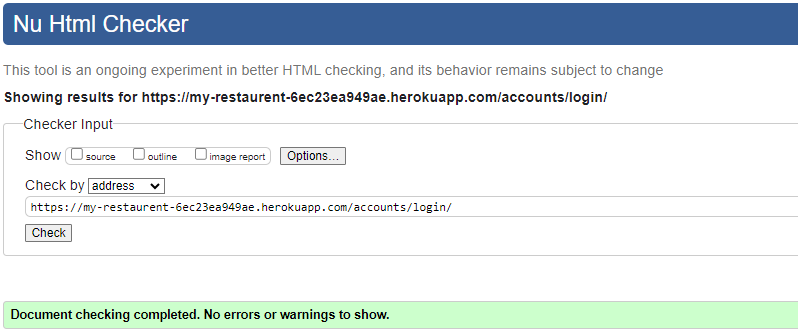 Nu Html Checker
This tool is an ongoing experiment in better HTML checking, and its behavior remains subject to change
Showing results for https://my-restaurent-6ec23ea949ae.herokuapp.com/accounts/login/
Checker Input
Show source outline image report Options...
Check by address
https://my-restaurent-6ec23ea949ae.herokuapp.com/accounts/login/
Check
Document checking completed. No errors or warnings to show.